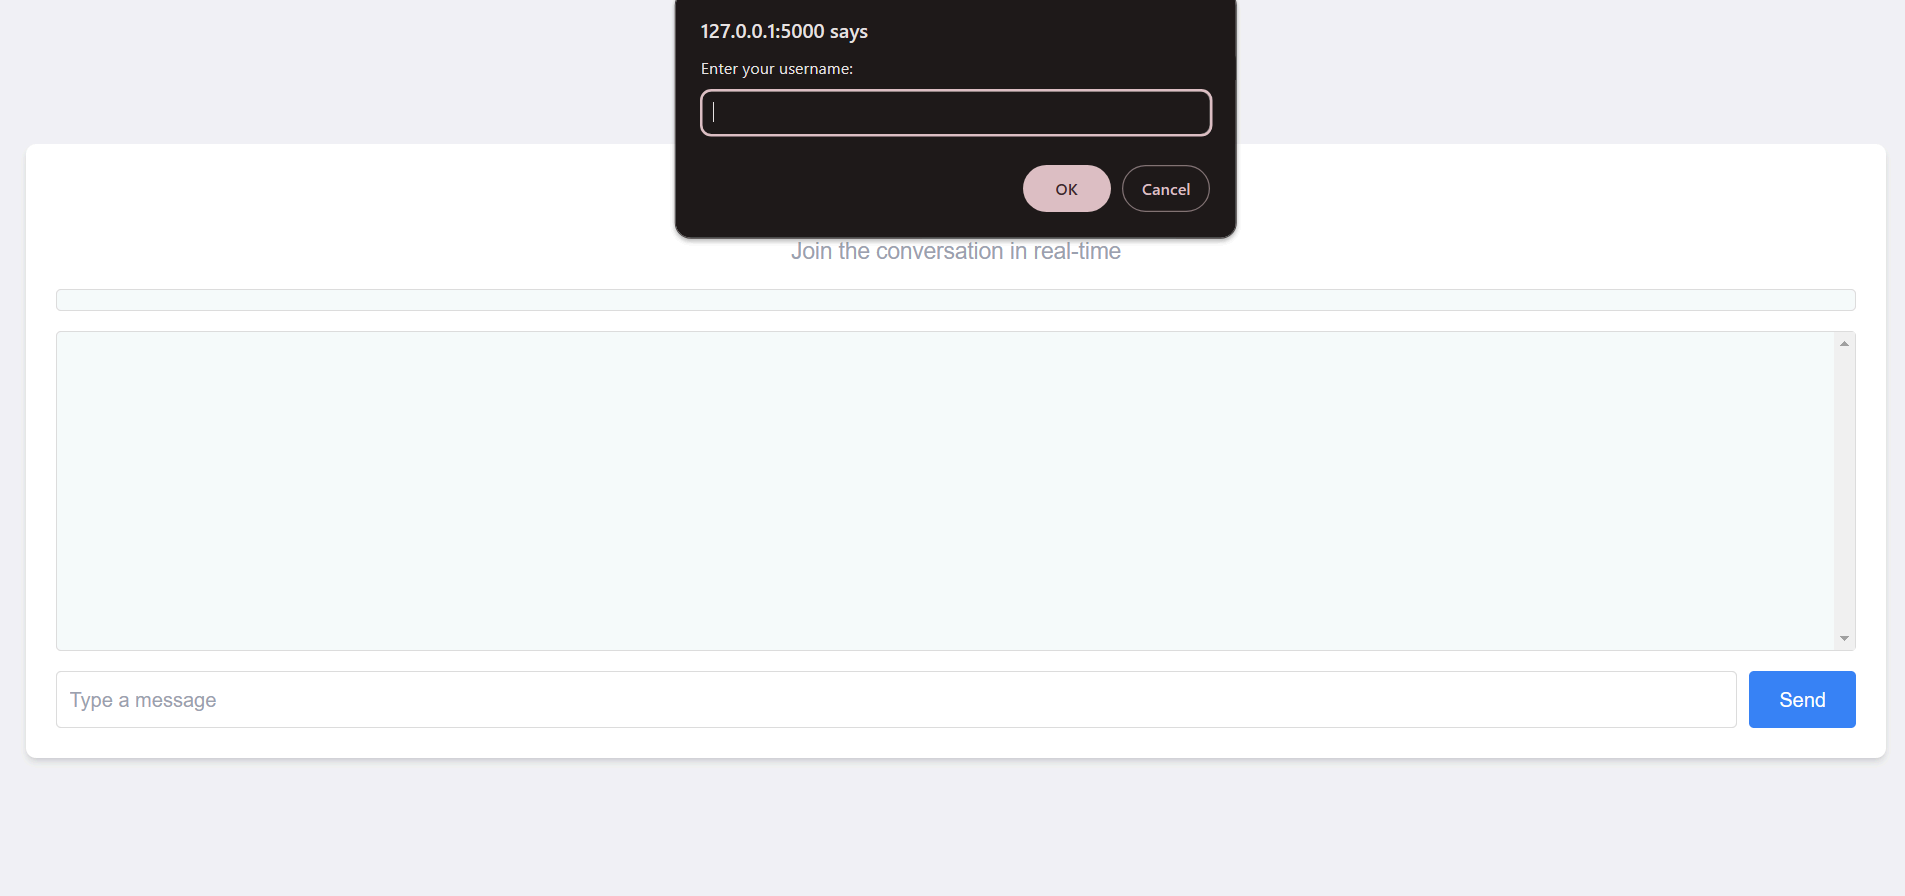 127.0.0.1:5000 says
Enter your username:
OK Cancel
Join the conversation in real-time
Type a message
Send